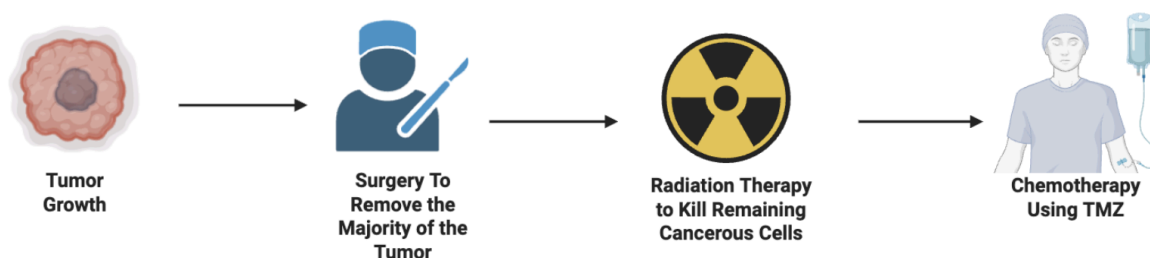 Tumor
Growth
Surgery To
Remove the
Majority of the
Tumor
Radiation Therapy
to Kill Remaining
Cancerous Cells
Chemotherapy
Using TMZ